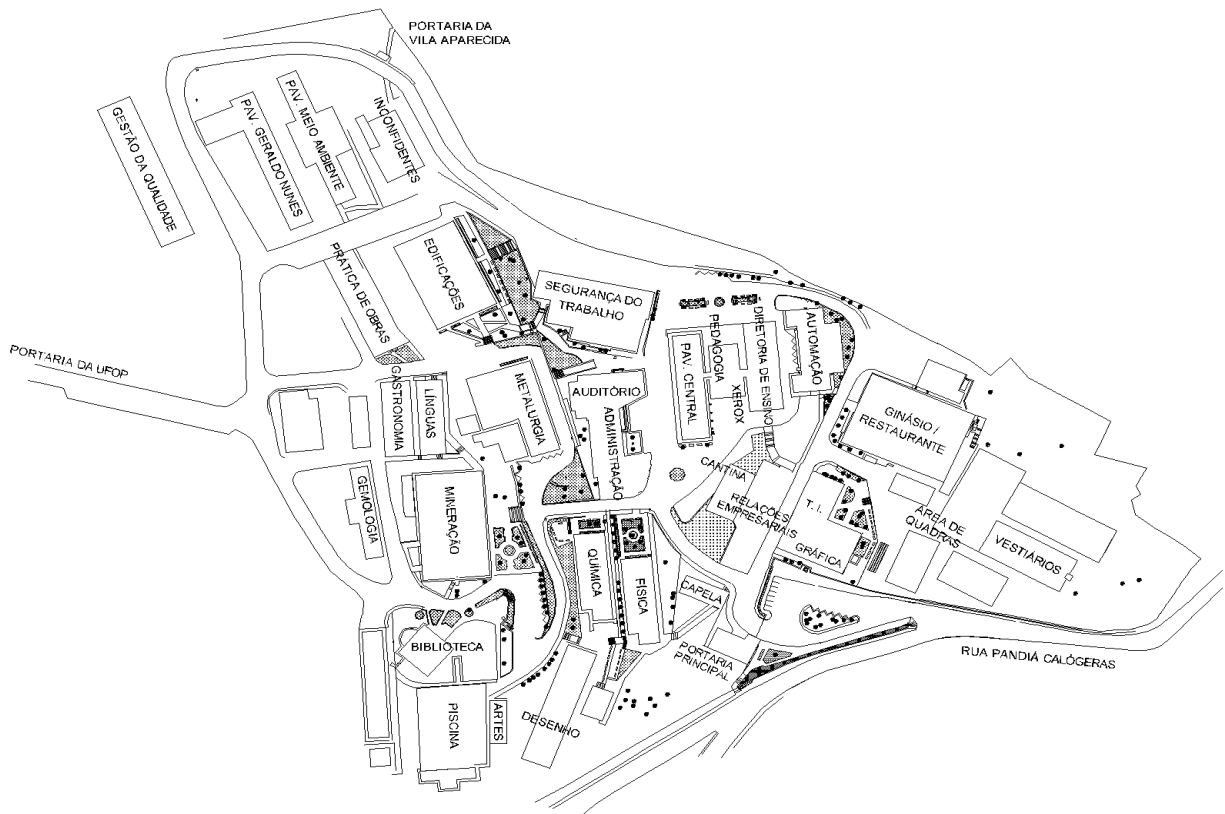 PORTARIA DA
VILA APARECIDA
GESTÃO DA QUALIDADE
PAV. GERALDO NUNES
PAV. MEIO AMBIENTE
INCONFIDENTES
PRÁTICA DE OBRAS
EDIFICAÇÕES
SEGURANÇA DO
TRABALHO
PORTARIA DA UFOP
GASTRONOMIA
LÍNGUAS
METALURGIA
AUDITÓRIO
ADMINISTRAÇÃO
PAV. CENTRAL
PEDAGOGIA
XEROX
DIRETORIA DE ENSINO
AUTOMAÇÃO
GINÁSIO /
RESTAURANTE
GEMOLOGIA
MINERAÇÃO
CANTINA
RELAÇÕES
EMPRESARIAIS
T. I.
GRÁFICA
ÁREA DE
QUADRAS
VESTIÁRIOS
QUÍMICA
FÍSICA
CAPELA
BIBLIOTECA
PORTARIA
PRINCIPAL
RUA PANDIÁ CALÓGERAS
PISCINA
ARTES
DESENHO